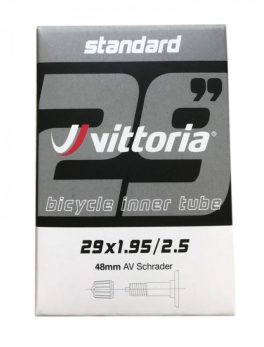 standard
29”
vittoria®
bicycle inner tube
29x1.95/2.5
48mm AV Schrader